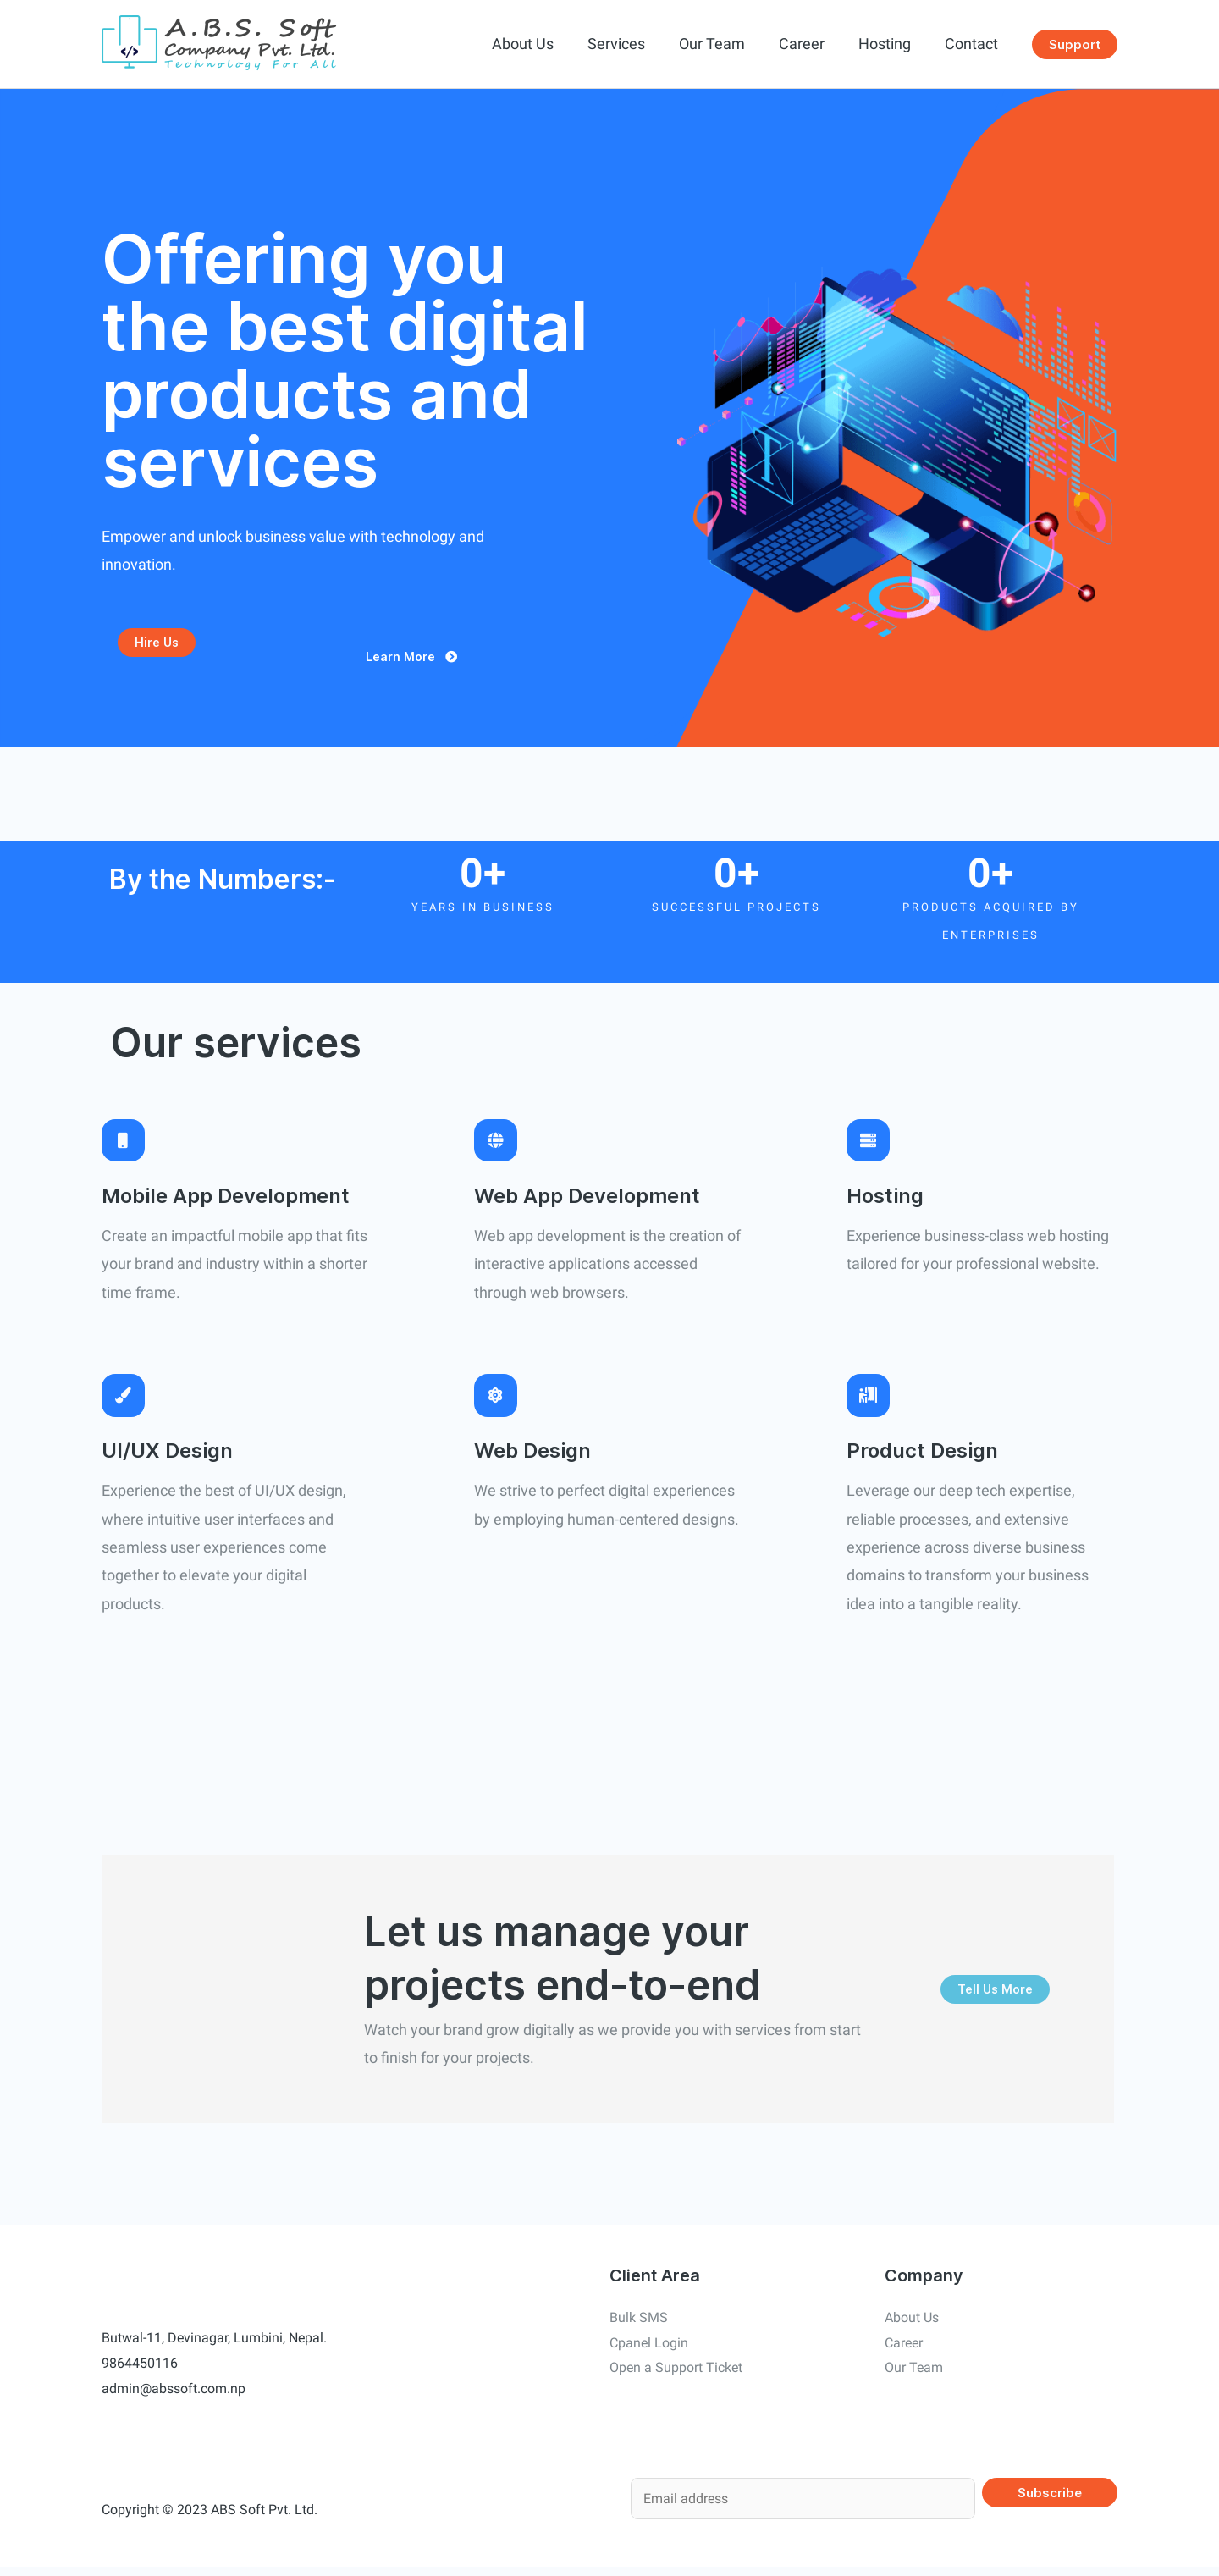 A.B.S. Soft
Company Pvt. Ltd.
Technology For All
</>
About Us
Services
Our Team
Career
Hosting
Contact
Support
Offering you
the best digital
products and
services
Empower and unlock business value with technology and
innovation.
Hire Us
Learn More
T
</>
By the Numbers:-
0+
YEARS IN BUSINESS
0+
SUCCESSFUL PROJECTS
0+
PRODUCTS ACQUIRED BY
ENTERPRISES
Our services
Mobile App Development
Create an impactful mobile app that fits
your brand and industry within a shorter
time frame.
Web App Development
Web app development is the creation of
interactive applications accessed
through web browsers.
Hosting
Experience business-class web hosting
tailored for your professional website.
UI/UX Design
Experience the best of UI/UX design,
where intuitive user interfaces and
seamless user experiences come
together to elevate your digital
products.
Web Design
We strive to perfect digital experiences
by employing human-centered designs.
Product Design
Leverage our deep tech expertise,
reliable processes, and extensive
experience across diverse business
domains to transform your business
idea into a tangible reality.
Let us manage your
projects end-to-end
Watch your brand grow digitally as we provide you with services from start
to finish for your projects.
Tell Us More
Butwal-11, Devinagar, Lumbini, Nepal.
9864450116
admin@abssoft.com.np
Client Area
Bulk SMS
Cpanel Login
Open a Support Ticket
Company
About Us
Career
Our Team
Copyright © 2023 ABS Soft Pvt. Ltd.
Email address
Subscribe